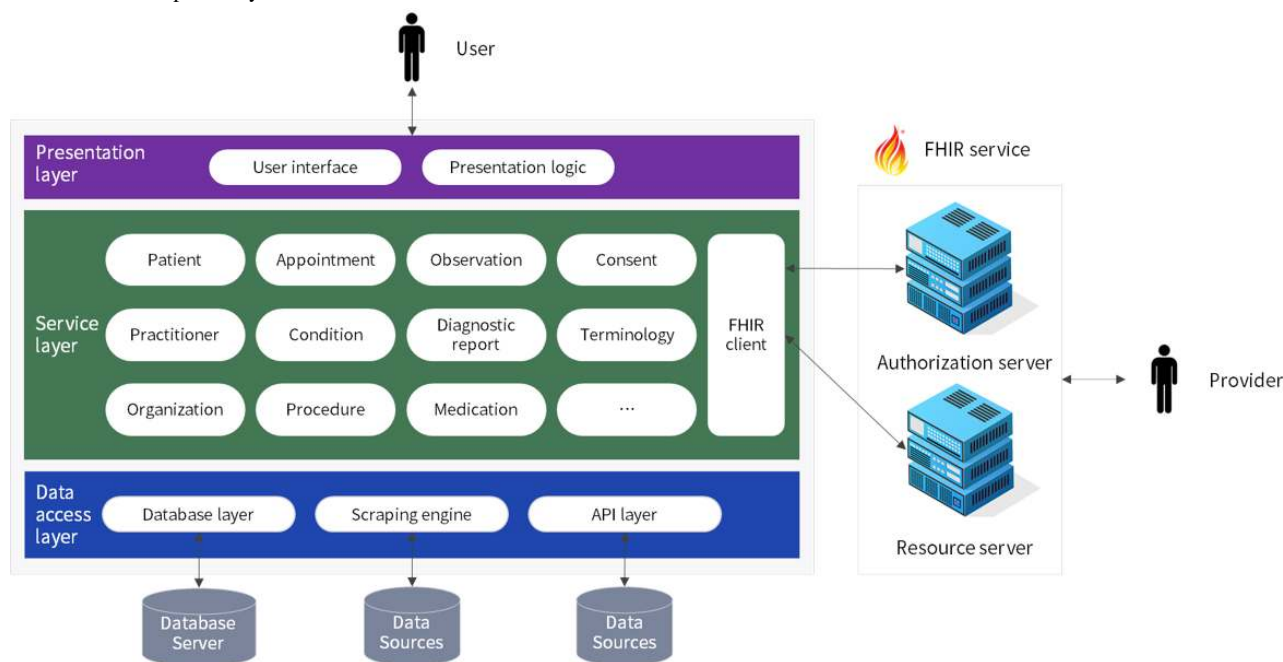 User
Presentation
layer
User interface
Presentation logic
FHIR service
Patient
Appointment
Observation
Consent
Service
layer
Practitioner
Condition
Diagnostic
report
Terminology
FHIR
client
Organization
Procedure
Medication
...
Authorization server
Provider
Resource server
Data
access
layer
Database layer
Scraping engine
API layer
Database
Server
Data
Sources
Data
Sources